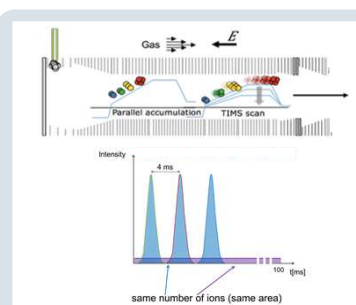 Gas E
Parallel accumulation TIMS scan
Intensity
4 ms
100 t[ms]
same number of ions (same area)